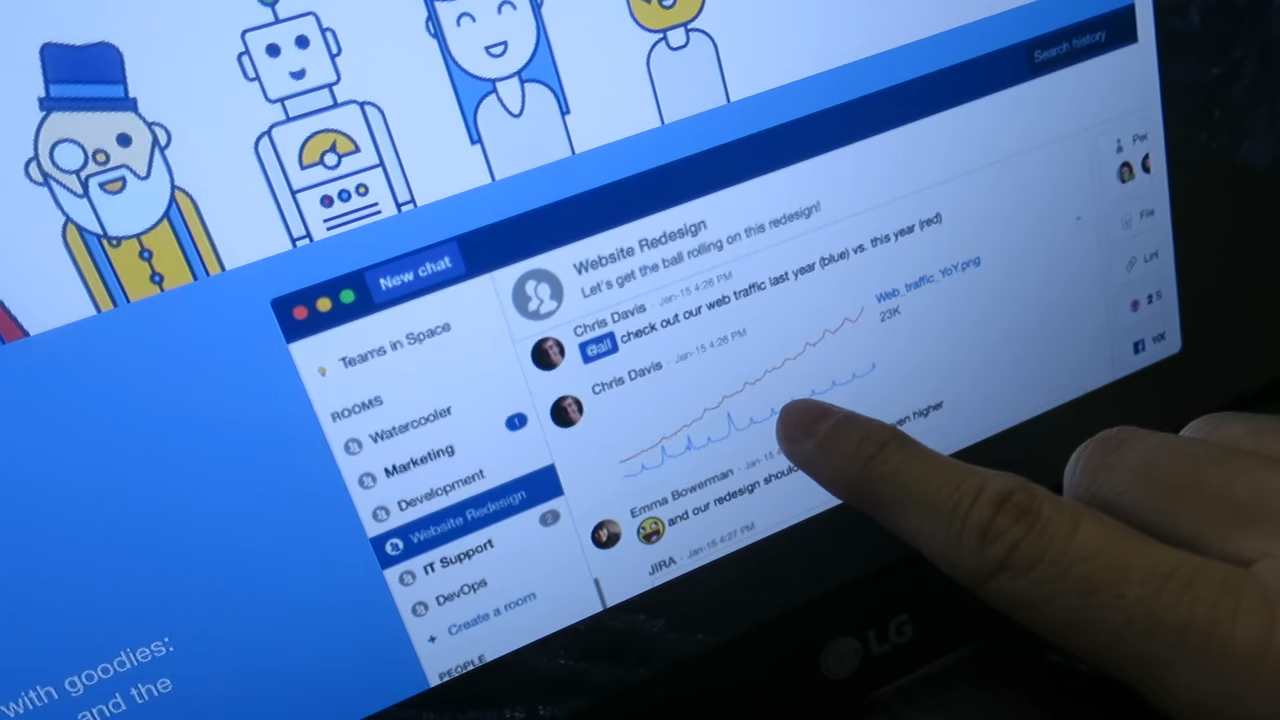 Search history
New chat
Website Redesign
Let's get the ball rolling on this redesign!
Teams in Space
ROOMS
Watercooler
1
Marketing
Development
Website Redesign
IT Support
2
DevOps
+ Create a room
PEOPLE
Chris Davis · Jan-15 4:26 PM
@all check out our web traffic last year (blue) vs. this year (red)
Chris Davis · Jan-15 4:26 PM
Web_traffic_YoY.png
23K
Emma Bowerman · Jan-15
and our redesign should higher
JIRA · Jan-15 4:27 PM
with goodies:
and the
LG